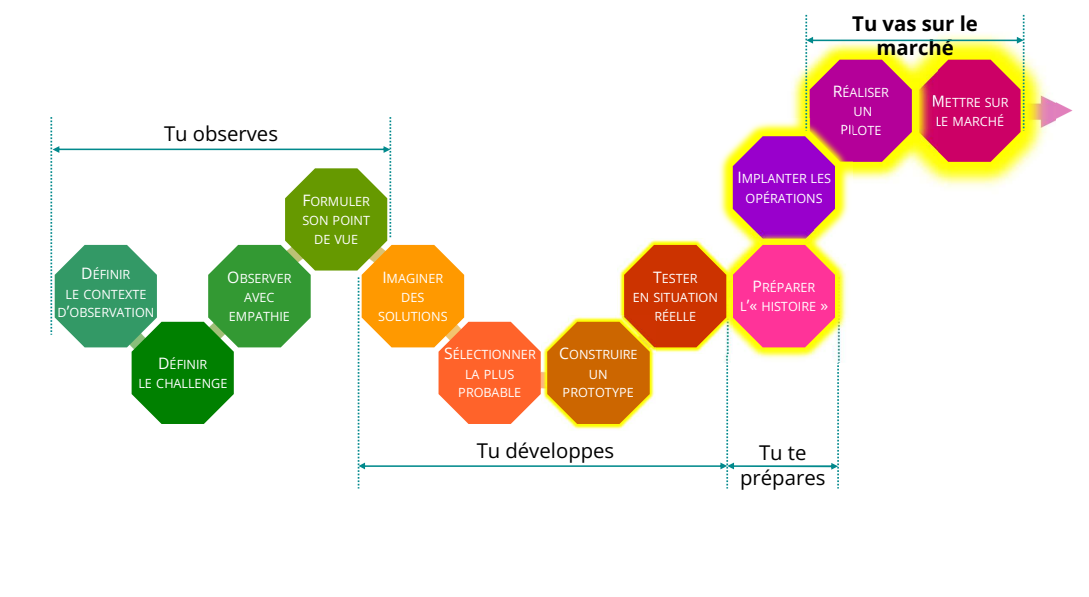 Tu vas sur le
marché
RÉALISER
UN
PILOTE
METTRE SUR
LE MARCHÉ
Tu observes
IMPLANTER LES
OPÉRATIONS
FORMULER
SON POINT
DE VUE
DÉFINIR
LE CONTEXTE
D'OBSERVATION
OBSERVER
AVEC
EMPATHIE
IMAGINER
DES
SOLUTIONS
TESTER
EN SITUATION
RÉELLE
PRÉPARER
L'« HISTOIRE »
DÉFINIR
LE CHALLENGE
SÉLECTIONNER
LA PLUS
PROBABLE
CONSTRUIRE
UN
PROTOTYPE
Tu développes
Tu te
prépares